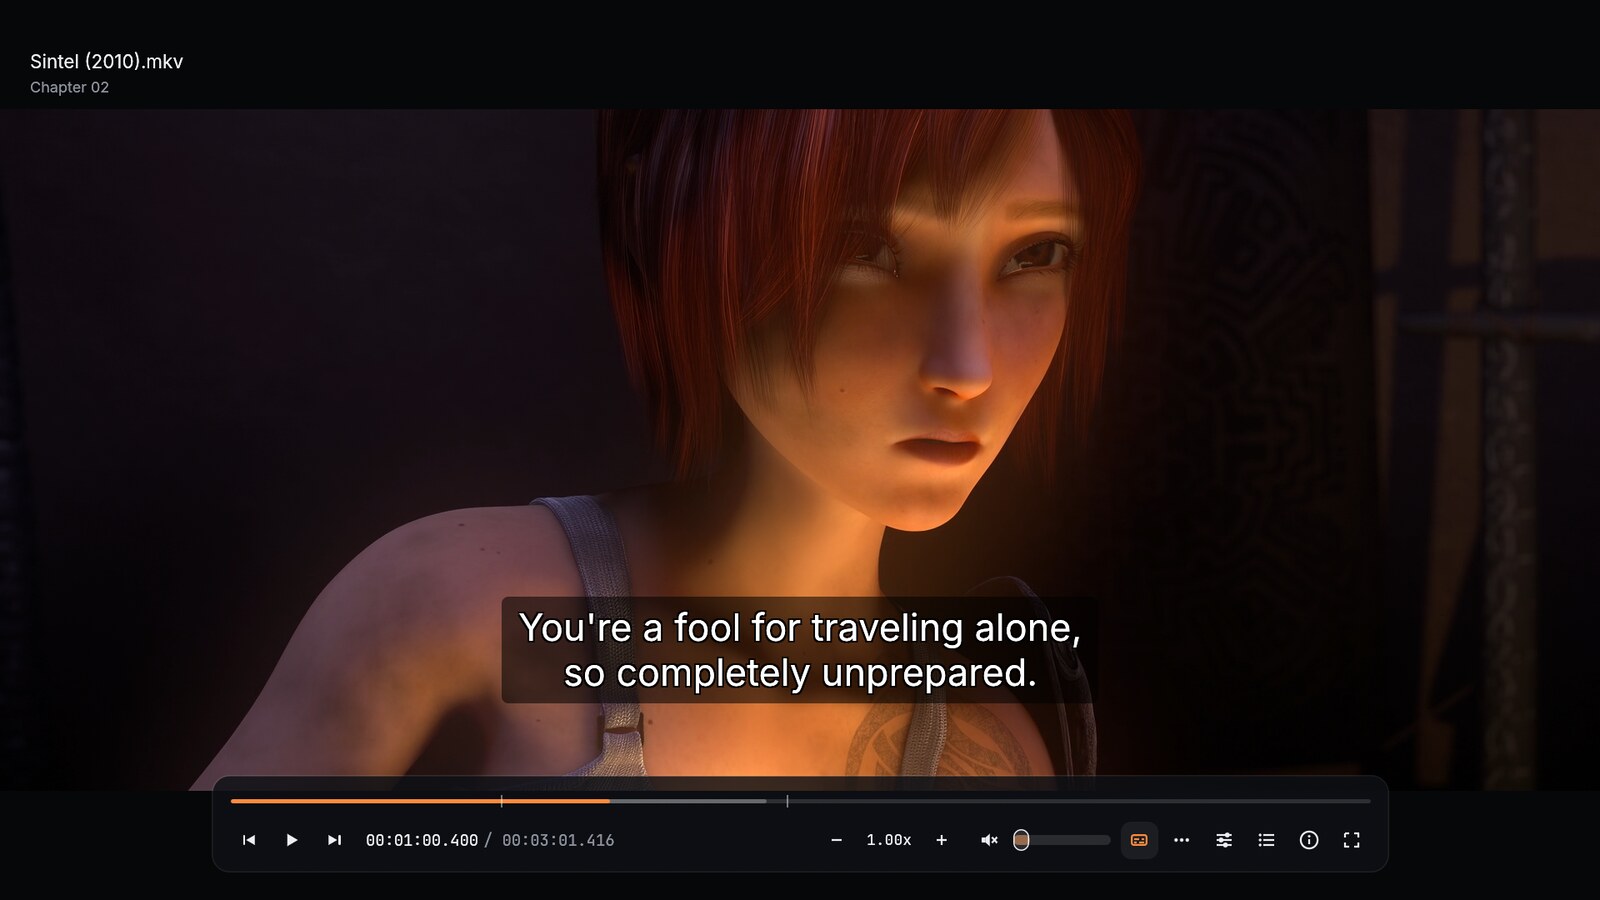 Sintel (2010).mkv
Chapter 02
You're a fool for traveling alone,
so completely unprepared.
00:01:00.400 / 00:03:01.416
1.00x